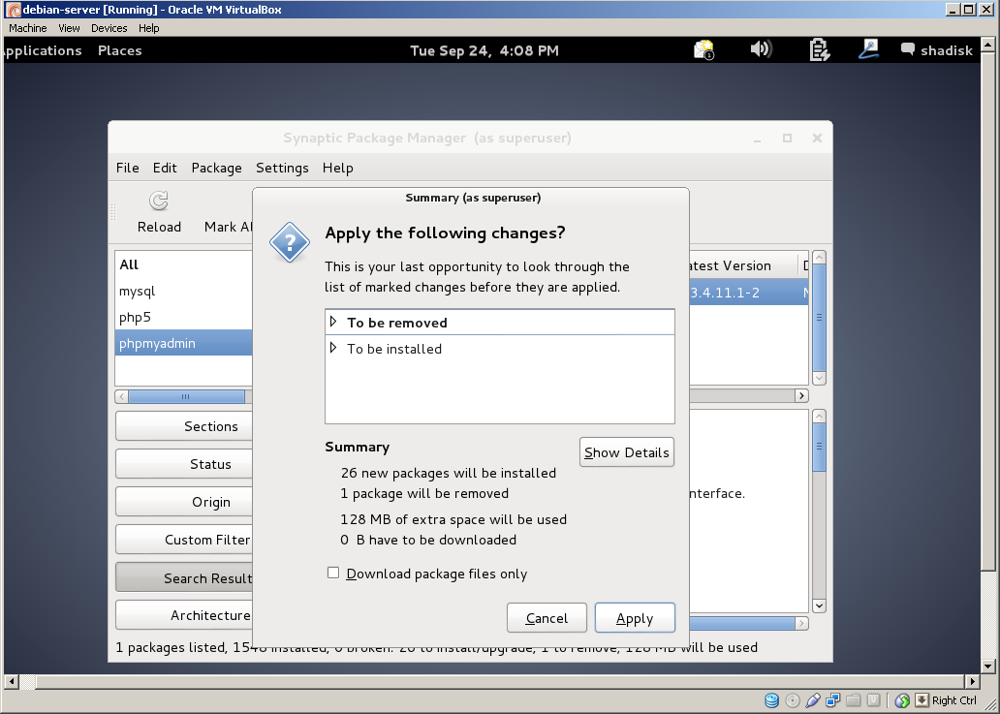 debian-server [Running] - Oracle VM VirtualBox
Machine View Devices Help
pplications Places Tue Sep 24, 4:08 PM shadisk
Synaptic Package Manager (as superuser)
File Edit Package Settings Help
Summary (as superuser)
Reload Mark Al
Apply the following changes?
This is your last opportunity to look through the
list of marked changes before they are applied.
All
mysql
php5
phpmyadmin
atest Version D
3.4.11.1-2
To be removed
To be installed
Sections
Status
Origin
Custom Filter
Search Result
Architecture
Summary
Show Details
26 new packages will be installed
1 package will be removed
128 MB of extra space will be used
0 B have to be downloaded
nterface.
Download package files only
Cancel Apply
1 packages listed, 1548 installed, 0 broken. 26 to install/upgrade, 1 to remove; 128 MB will be used
Right Ctrl